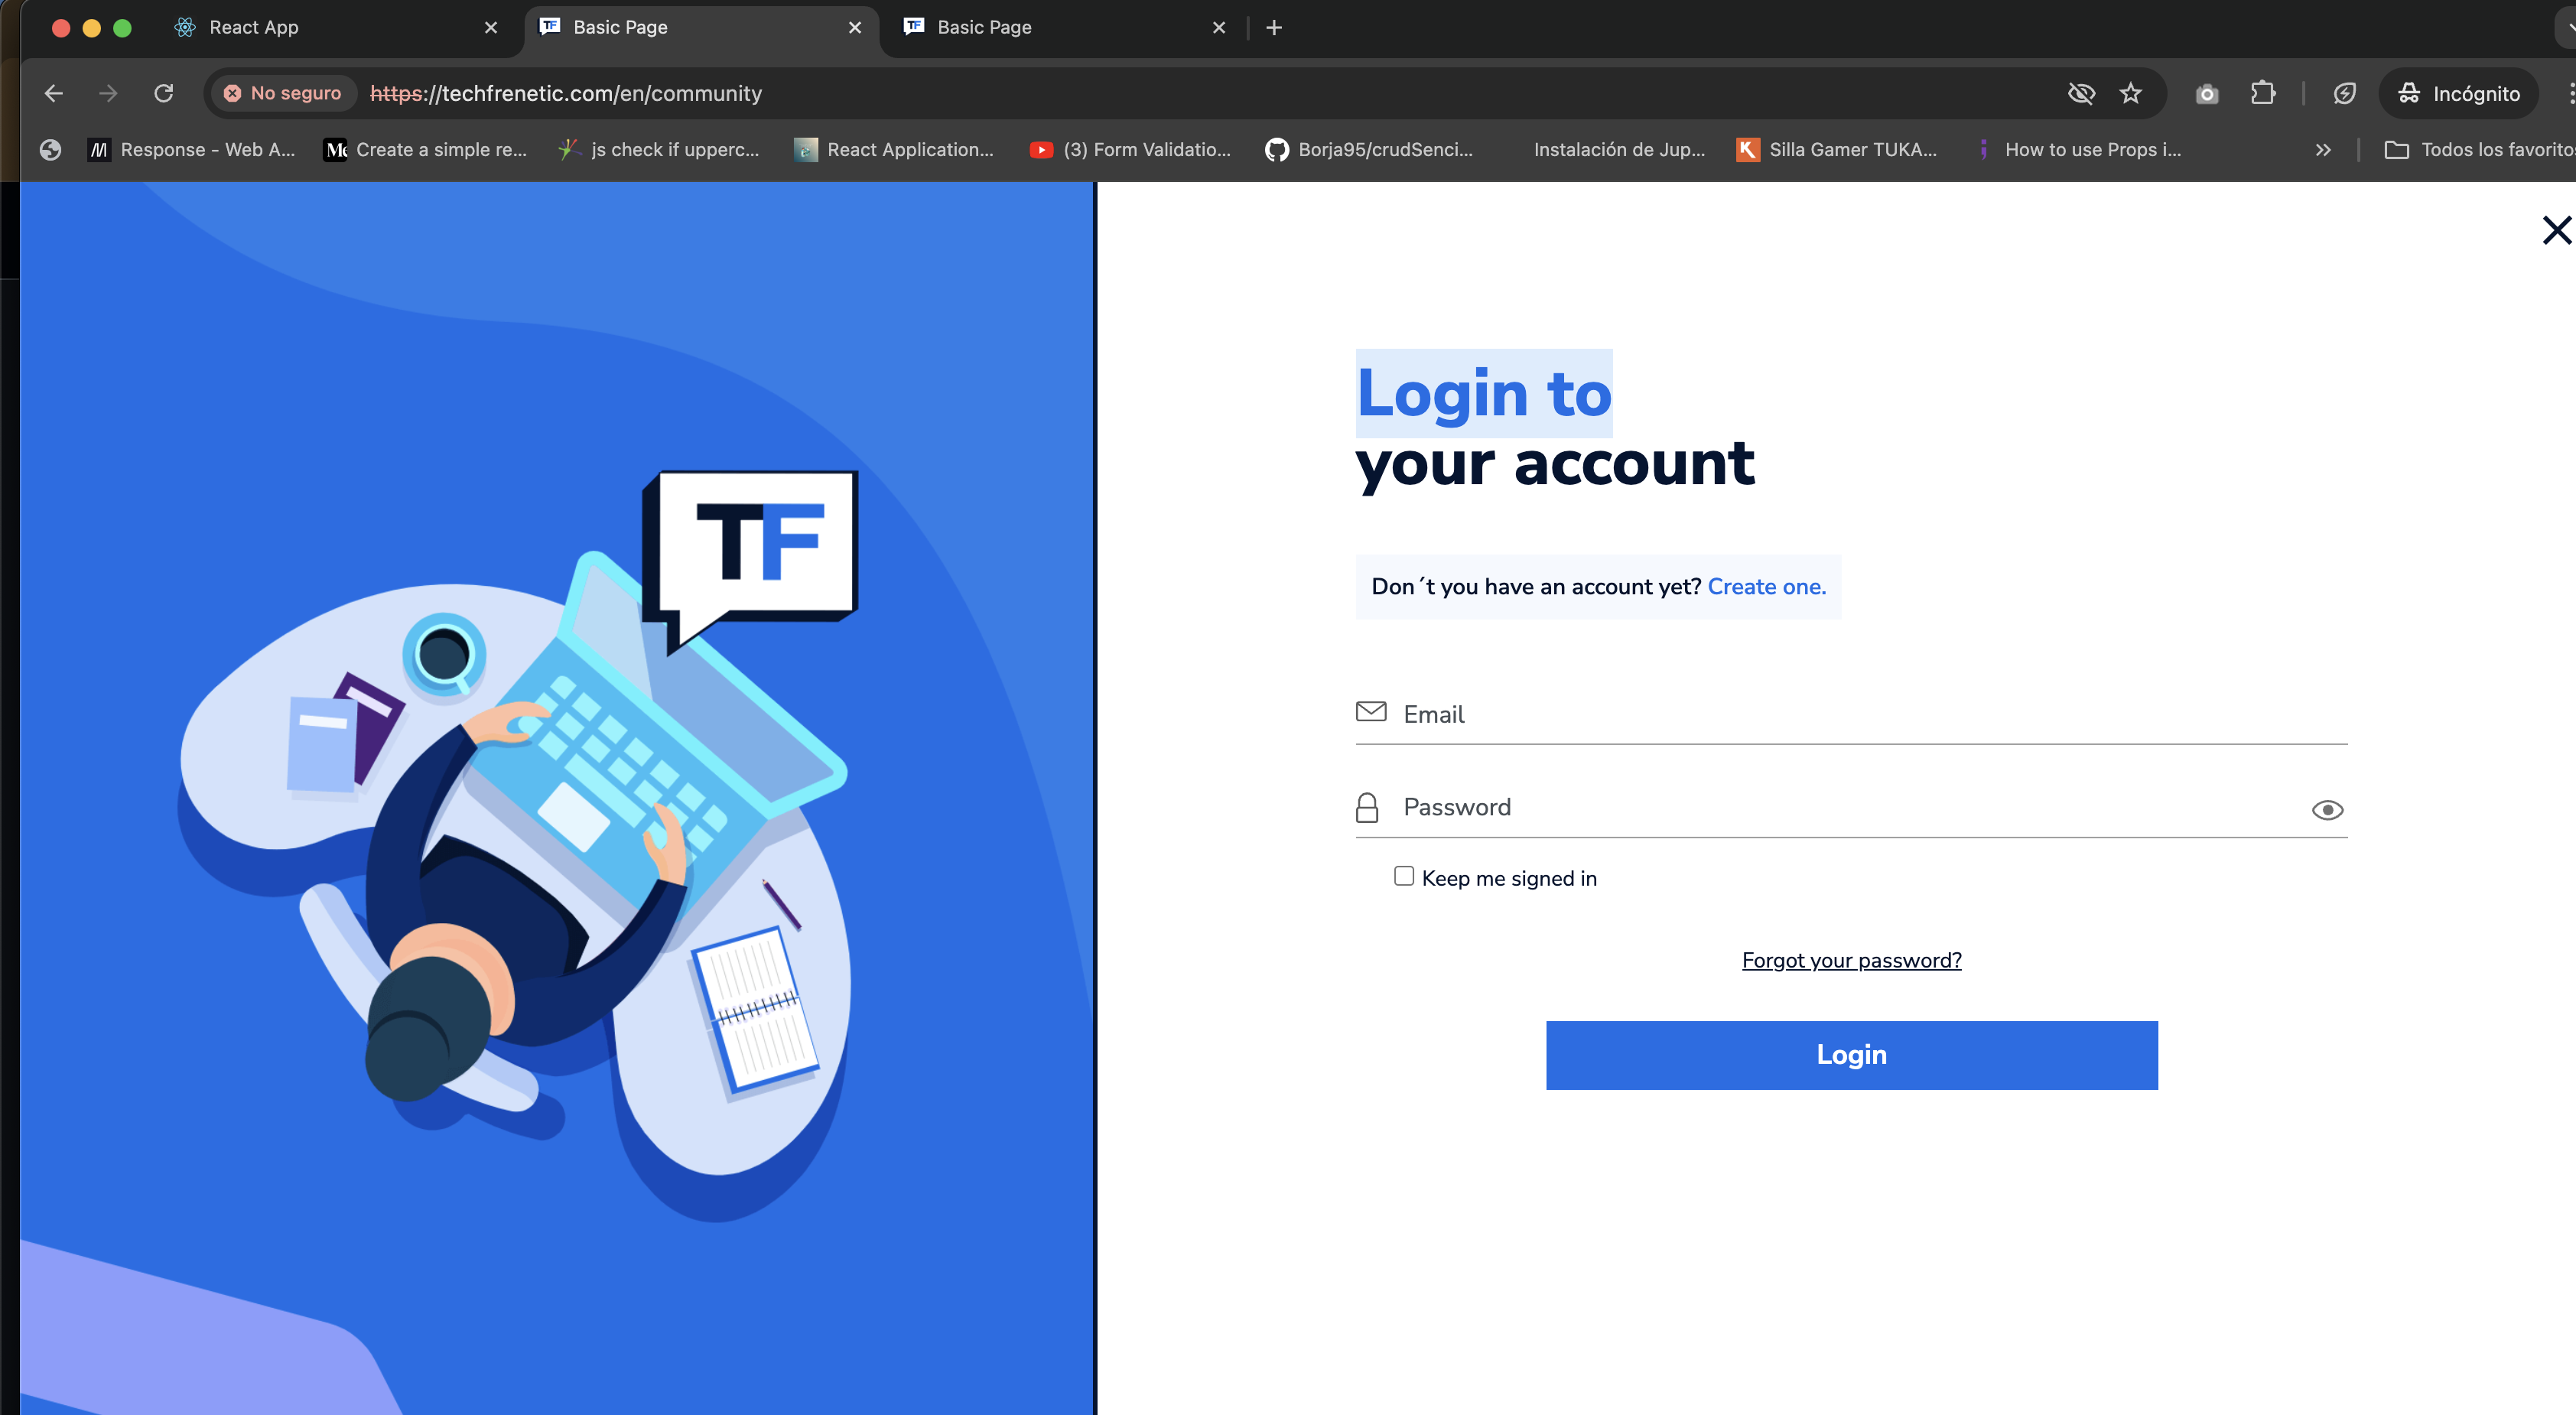 React App
Basic Page
Basic Page
No seguro
https://techfrenetic.com/en/community
Incógnito
Response - Web A...
Create a simple re...
js check if upperc...
React Application...
(3) Form Validatio...
Borja95/crudSenci...
Instalación de Jup...
Silla Gamer TUKA...
How to use Props i...
Todos los favorito
TF
Login to
your account
Don´t you have an account yet? Create one.
Email
Password
Keep me signed in
Forgot your password?
Login